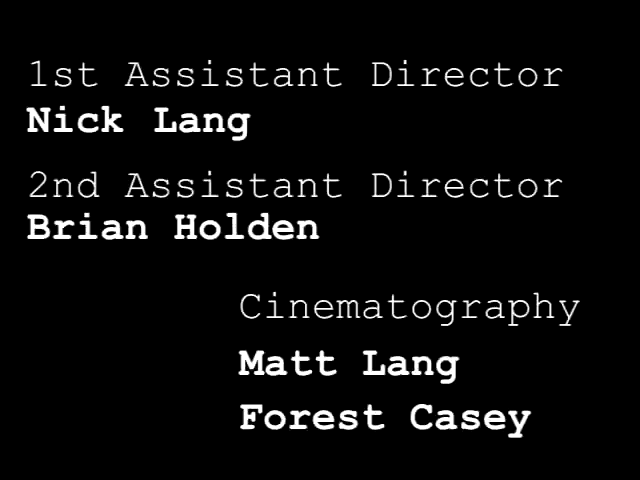 1st Assistant Director
Nick Lang
2nd Assistant Director
Brian Holden
Cinematography
Matt Lang
Forest Casey